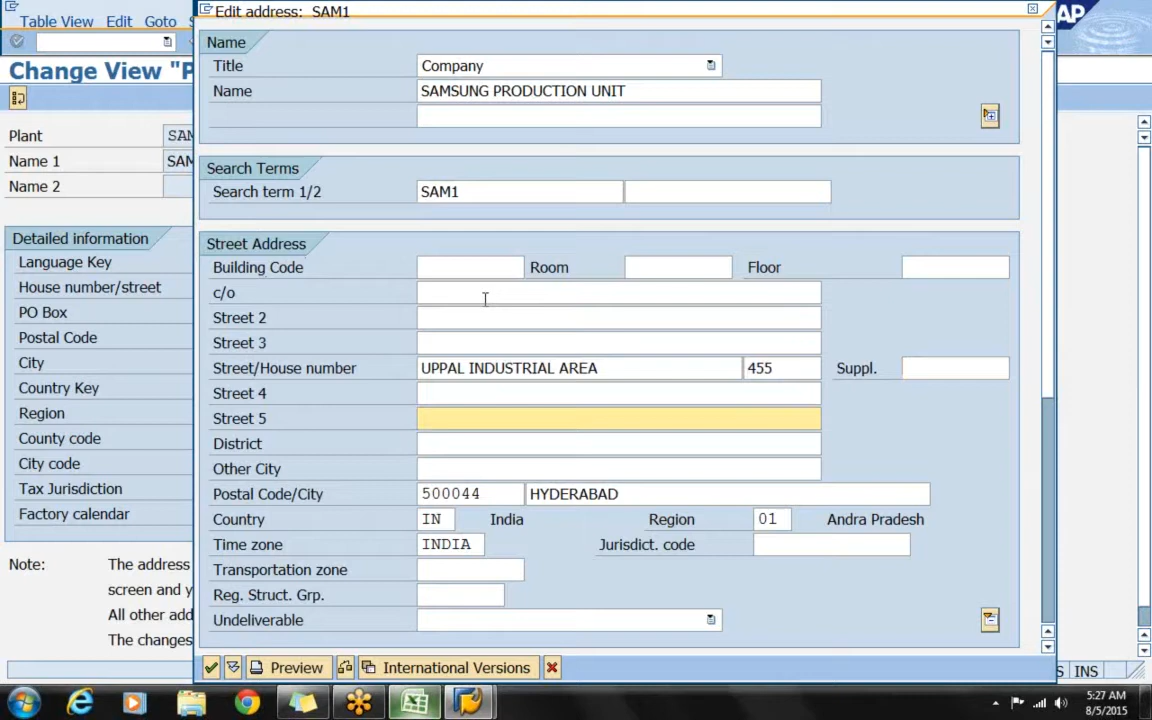 Edit address: SAM1
Table View Edit Goto
AP
Change View "P
Name
Title Company
Name SAMSUNG PRODUCTION UNIT
Plant SAM
Name 1 SAM
Name 2
Search Terms
Search term 1/2 SAM1
Detailed information
Language Key
House number/street
PO Box
Postal Code
City
Country Key
Region
County code
City code
Tax Jurisdiction
Factory calendar
Street Address
Building Code Room Floor
c/o
Street 2
Street 3
Street/House number UPPAL INDUSTRIAL AREA 455 Suppl.
Street 4
Street 5
District
Other City
Postal Code/City 500044 HYDERABAD
Country IN India Region 01 Andra Pradesh
Time zone INDIA Jurisdict. code
Transportation zone
Reg. Struct. Grp.
Undeliverable
Note: The address
screen and y
All other add
The changes
Preview International Versions
S INS
5:27 AM
8/5/2015